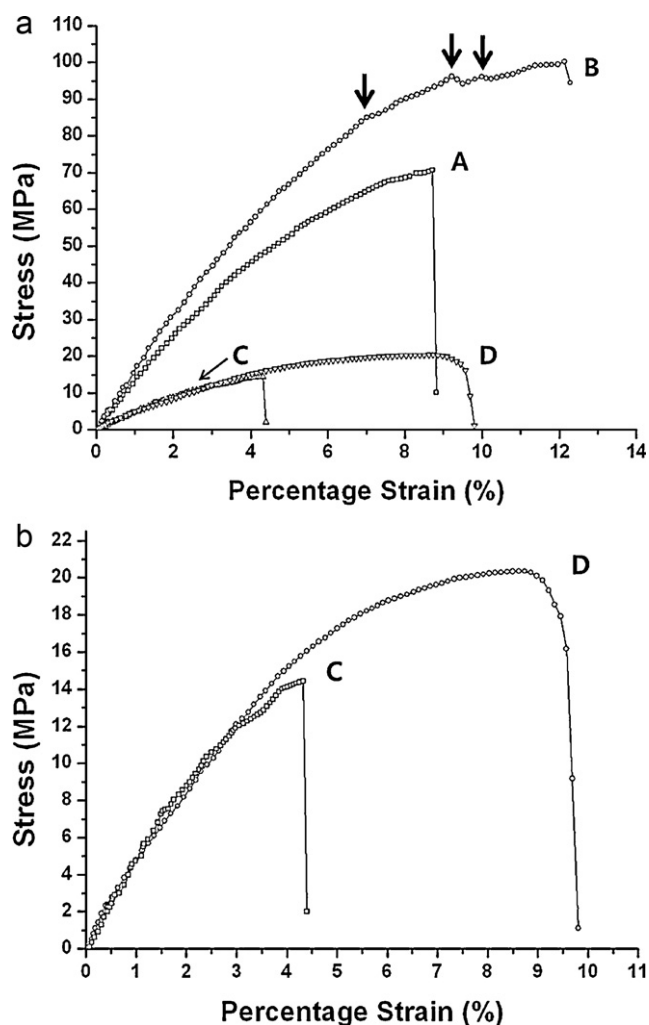 a
110
100
90
80
70
60
50
40
30
20
10
0
Stress (MPa)
B
A
C
D
0 2 4 6 8 10 12 14
Percentage Strain (%)
b
22
20
18
16
14
12
10
8
6
4
2
0
Stress (MPa)
D
C
0 1 2 3 4 5 6 7 8 9 10 11
Percentage Strain (%)